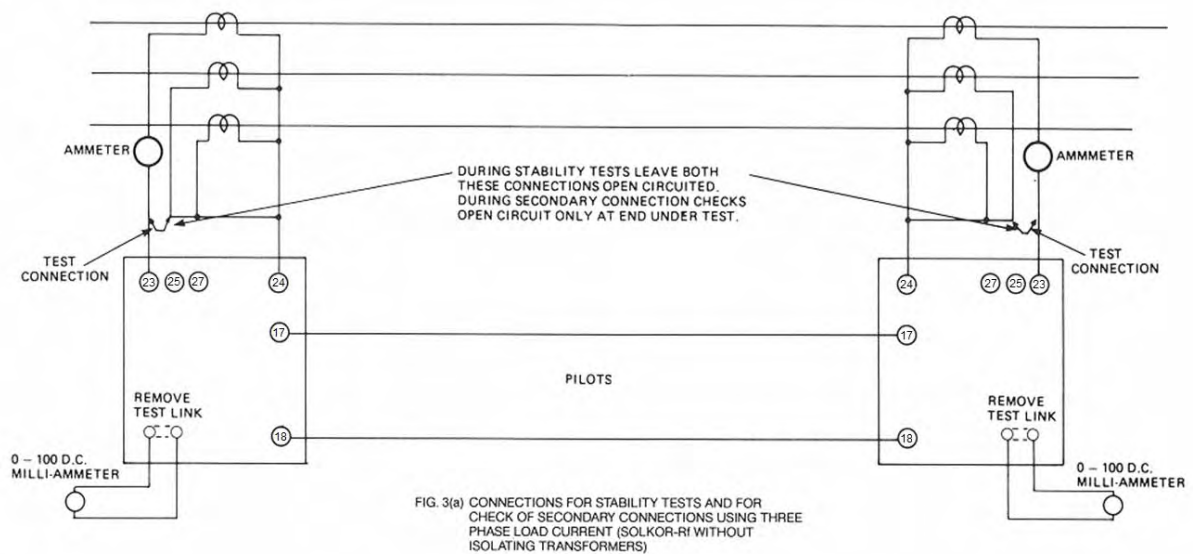 AMMETER
AMMMETER
DURING STABILITY TESTS LEAVE BOTH
THESE CONNECTIONS OPEN CIRCUITED.
DURING SECONDARY CONNECTION CHECKS
OPEN CIRCUIT ONLY AT END UNDER TEST.
TEST
CONNECTION
TEST
CONNECTION
23 25 27 24
24 27 25 23
17
17
PILOTS
REMOVE
TEST LINK
REMOVE
TEST LINK
18
18
0 – 100 D.C.
MILLI-AMMETER
0 – 100 D.C.
MILLI-AMMETER
FIG. 3(a) CONNECTIONS FOR STABILITY TESTS AND FOR
CHECK OF SECONDARY CONNECTIONS USING THREE
PHASE LOAD CURRENT (SOLKOR-Rf WITHOUT
ISOLATING TRANSFORMERS)